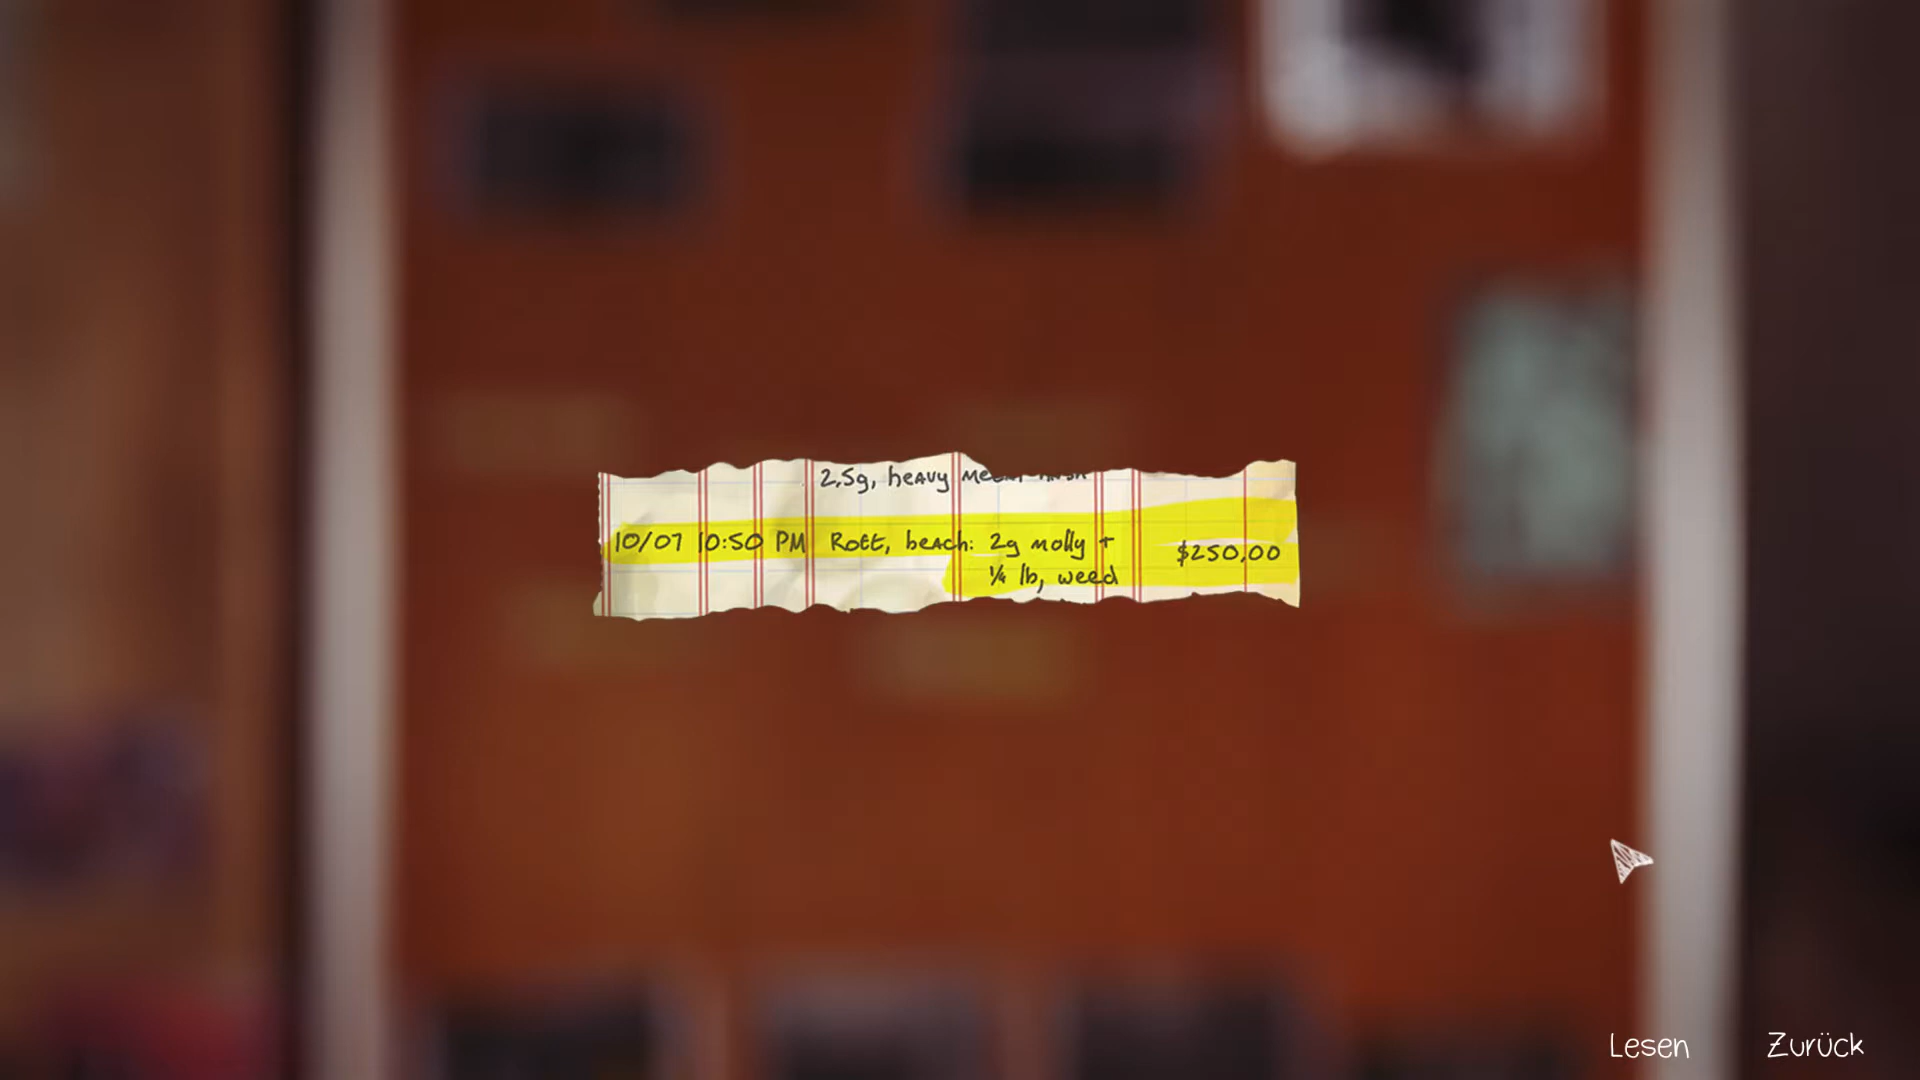 2,5g, heavy
10/07 10:50 PM Rott, beach: 2g molly + $250,00
1/4 lb, weed
Lesen Zurück